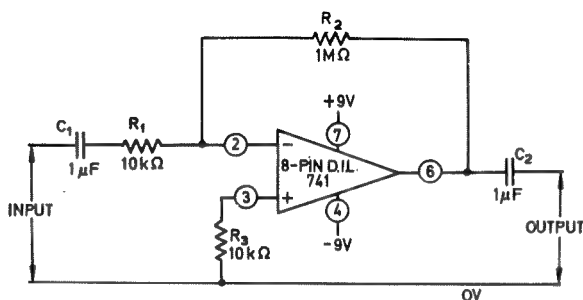 R2
1MΩ
+9V
C1
R1
2
−
7
8-PIN D.I.L.
741
6
C2
1μF
10kΩ
1μF
3
+
4
INPUT
OUTPUT
R3
10kΩ
-9V
0V